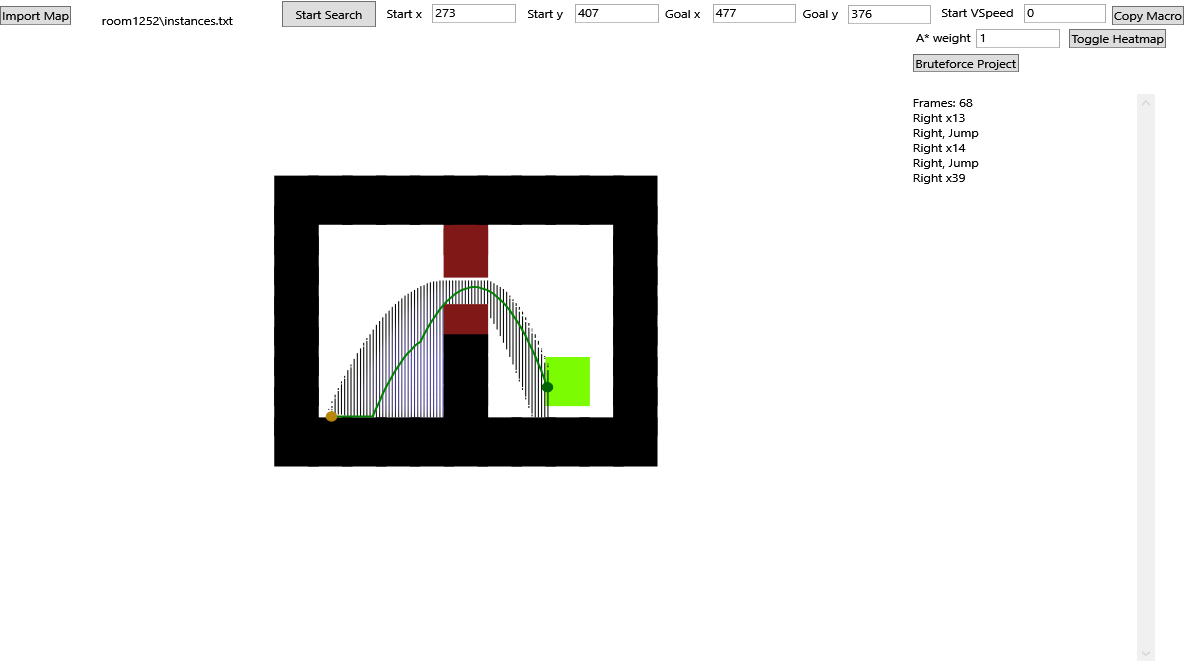 Import Map
room1252\instances.txt
Start Search
Start x 273
Start y 407
Goal x 477
Goal y 376
Start VSpeed 0
Copy Macro
A* weight 1
Toggle Heatmap
Bruteforce Project
Frames: 68
Right x13
Right, Jump
Right x14
Right, Jump
Right x39